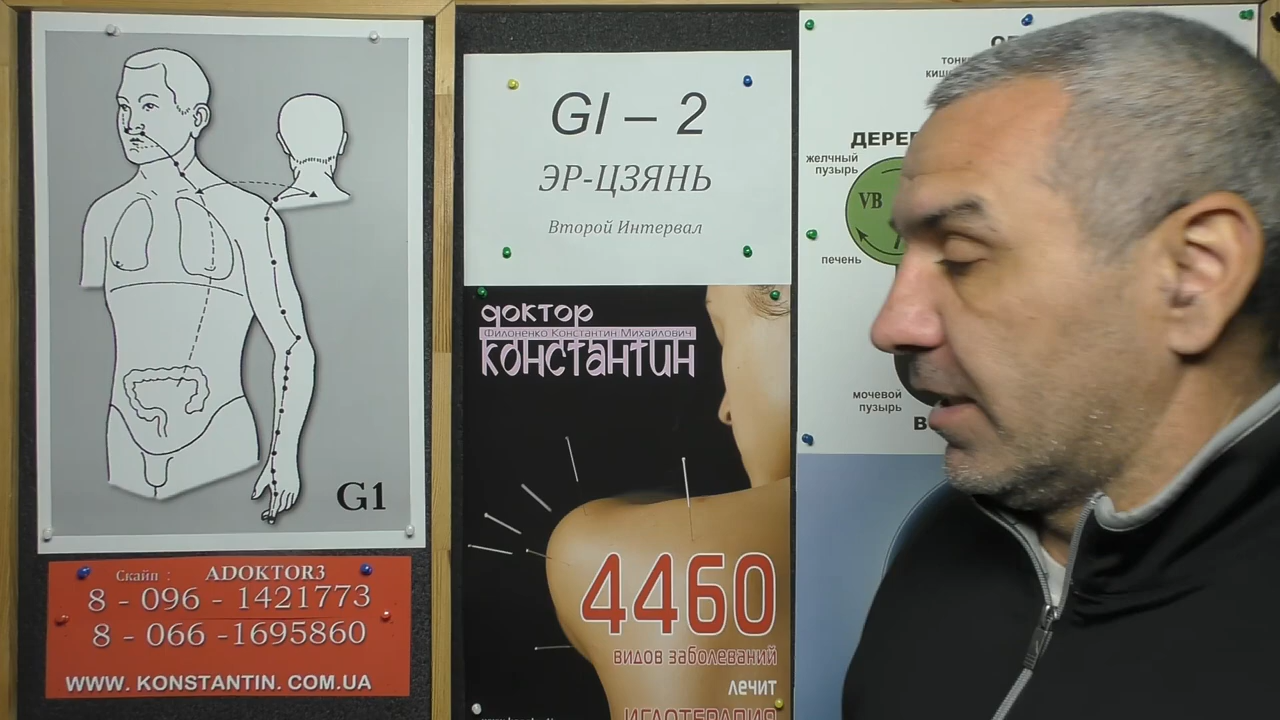 G1
Скайп : ADOKTOR3
8 - 096 - 1421773
8 - 066 -1695860
WWW. KONSTANTIN. COM.UA
GI – 2
ЭР-ЦЗЯНЬ
Второй Интервал
доктор
Филоненко Константин Михайлович
константин
4460
видов заболеваний
лечит
иглотерапия
желчный
пузырь
VB
печень
мочевой
пузырь